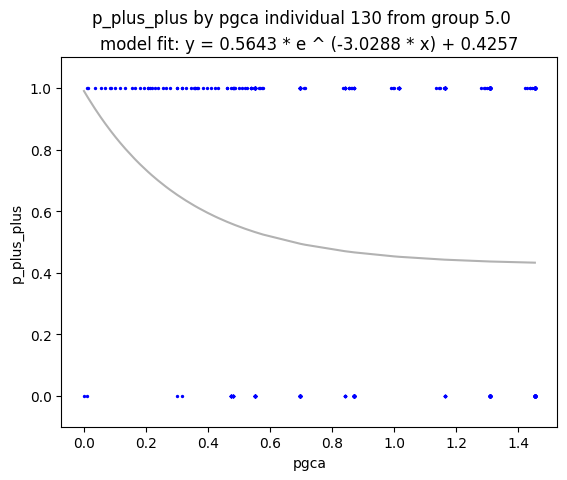 p_plus_plus by pgca individual 130 from group 5.0
model fit: y = 0.5643 * e ^ (-3.0288 * x) + 0.4257
1.0
0.8
0.6
0.4
0.2
0.0
p_plus_plus
0.0 0.2 0.4 0.6 0.8 1.0 1.2 1.4
pgca